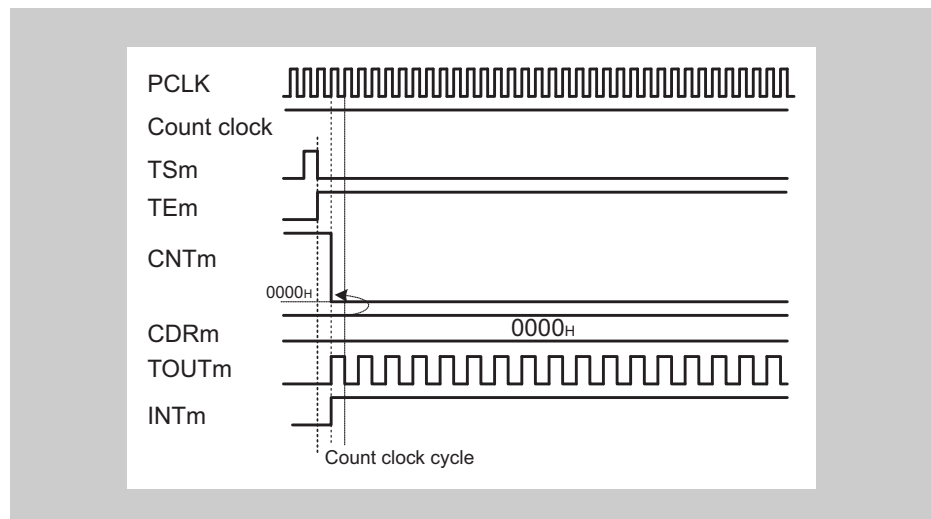 PCLK
Count clock
TSm
TEm
CNTm
0000H
CDRm
0000H
TOUTm
INTm
Count clock cycle